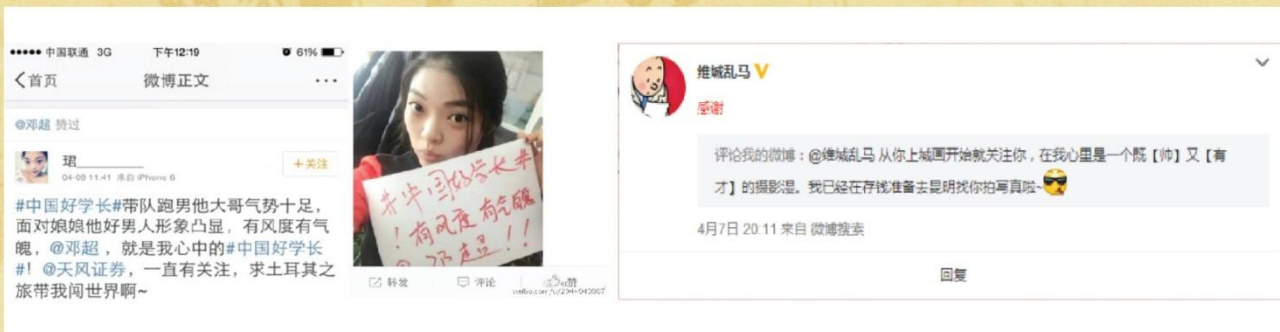 中国联通 3G 下午12:19 61%
首页 微博正文
@邓超 赞过
珺
04-09 11:41 来自 iPhone 6
+关注
#中国好学长#带队跑男他大哥气势十足，
面对娘娘他好男人形象凸显，有风度有气
魄，@邓超 ，就是我心中的#中国好学长
#！@天风证券，一直有关注，求土耳其之
旅带我闯世界啊~
#中国好学长#
！有风度 有气魄
邓超！！
转发 评论 赞
维城乱马
感谢
评论我的微博：@维城乱马 从你上城画开始就关注你，在我心里是一个既【帅】又【有
才】的摄影湿。我已经在存钱准备去昆明找你拍写真啦~
4月7日 20:11 来自 微博搜索
回复